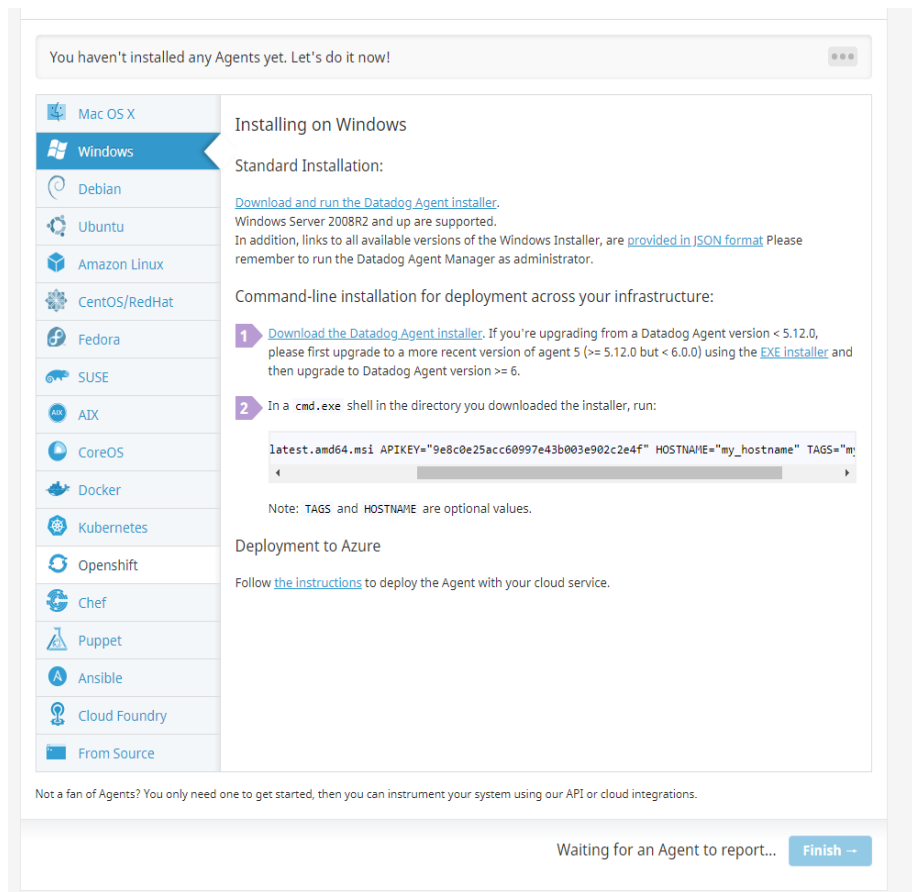 You haven't installed any Agents yet. Let's do it now!
Mac OS X
Windows
Debian
Ubuntu
Amazon Linux
CentOS/RedHat
Fedora
SUSE
AIX
AIX
CoreOS
Docker
Kubernetes
Openshift
Chef
Puppet
Ansible
Cloud Foundry
From Source
Installing on Windows
Standard Installation:
Download and run the Datadog Agent installer.
Windows Server 2008R2 and up are supported.
In addition, links to all available versions of the Windows Installer, are provided in JSON format Please
remember to run the Datadog Agent Manager as administrator.
Command-line installation for deployment across your infrastructure:
1 Download the Datadog Agent installer. If you're upgrading from a Datadog Agent version < 5.12.0,
please first upgrade to a more recent version of agent 5 (>= 5.12.0 but < 6.0.0) using the EXE installer and
then upgrade to Datadog Agent version >= 6.
2 In a cmd.exe shell in the directory you downloaded the installer, run:
latest.amd64.msi APIKEY="9e8c0e25acc60997e43b003e902c2e4f" HOSTNAME="my_hostname" TAGS="my
Note: TAGS and HOSTNAME are optional values.
Deployment to Azure
Follow the instructions to deploy the Agent with your cloud service.
Not a fan of Agents? You only need one to get started, then you can instrument your system using our API or cloud integrations.
Waiting for an Agent to report...
Finish →